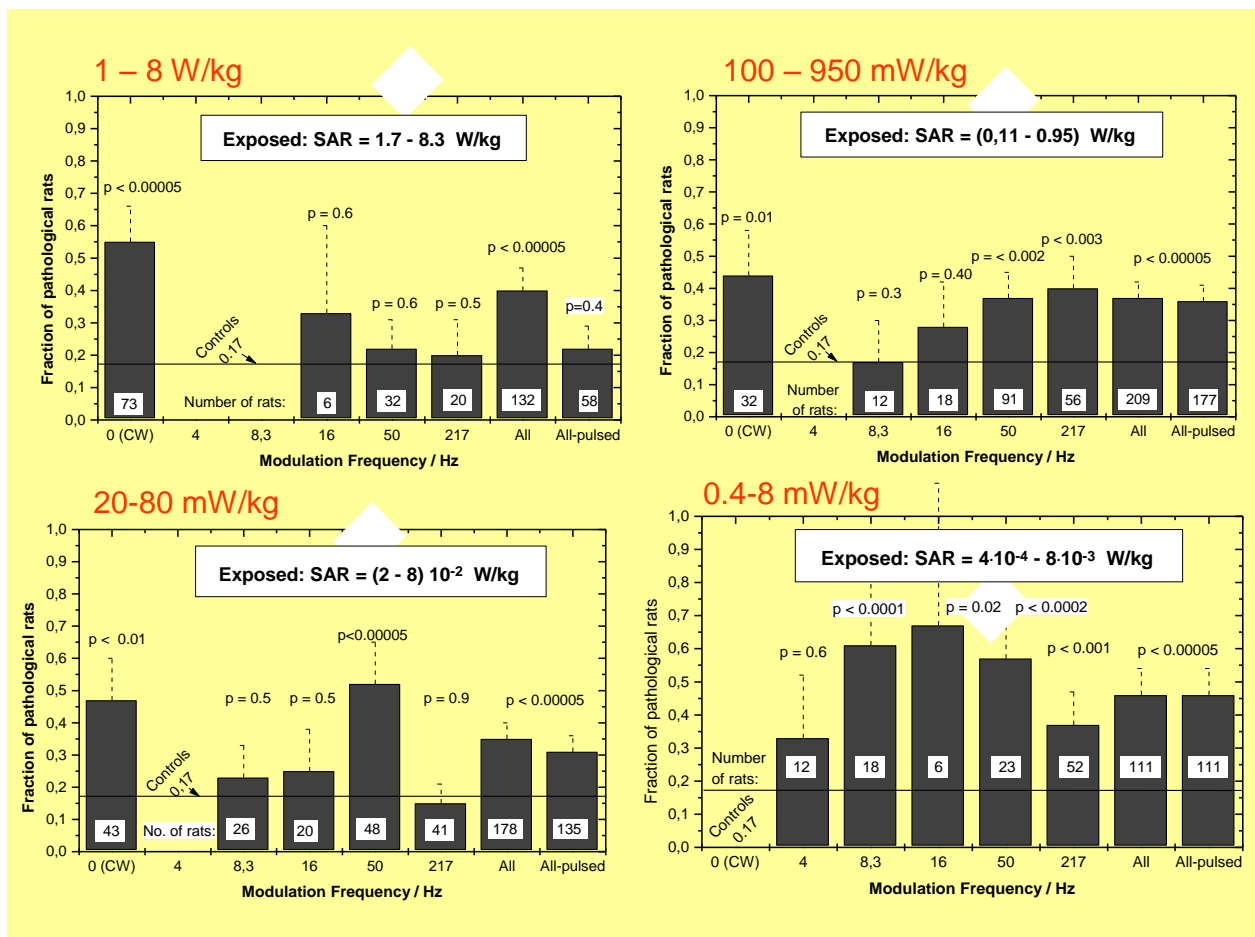 1 – 8 W/kg
Exposed: SAR = 1.7 - 8.3 W/kg
Fraction of pathological rats
1,0
0,9
0,8
0,7
0,6
0,5
0,4
0,3
0,2
0,1
0,0
p < 0.00005
p = 0.6
p = 0.6
p = 0.5
p < 0.00005
p=0.4
Controls
0.17
73
Number of rats:
6
32
20
132
58
0 (CW)
4
8,3
16
50
217
All
All-pulsed
Modulation Frequency / Hz
100 – 950 mW/kg
Exposed: SAR = (0,11 - 0.95) W/kg
Fraction of pathological rats
1,0
0,9
0,8
0,7
0,6
0,5
0,4
0,3
0,2
0,1
0,0
p = 0.01
p = 0.3
p = 0.40
p = < 0.002
p < 0.003
p < 0.00005
Controls
0.17
32
Number
of rats:
12
18
91
56
209
177
0 (CW)
4
8,3
16
50
217
All
All-pulsed
Modulation Frequency / Hz
20-80 mW/kg
Exposed: SAR = (2 - 8) 10-2 W/kg
Fraction of pathological rats
1,0
0,9
0,8
0,7
0,6
0,5
0,4
0,3
0,2
0,1
0,0
p < 0.01
p = 0.5
p = 0.5
p<0.00005
p = 0.9
p < 0.00005
Controls
0,17
43
No. of rats:
26
20
48
41
178
135
0 (CW)
4
8,3
16
50
217
All
All-pulsed
Modulation Frequency / Hz
0.4-8 mW/kg
Exposed: SAR = 4·10-4 - 8·10-3 W/kg
Fraction of pathological rats
1,0
0,9
0,8
0,7
0,6
0,5
0,4
0,3
0,2
0,1
0,0
p = 0.6
p < 0.0001
p = 0.02
p < 0.0002
p < 0.001
p < 0.00005
Number
of rats:
12
18
6
23
52
111
111
Controls
0.17
0 (CW)
4
8,3
16
50
217
All
All-pulsed
Modulation Frequency / Hz